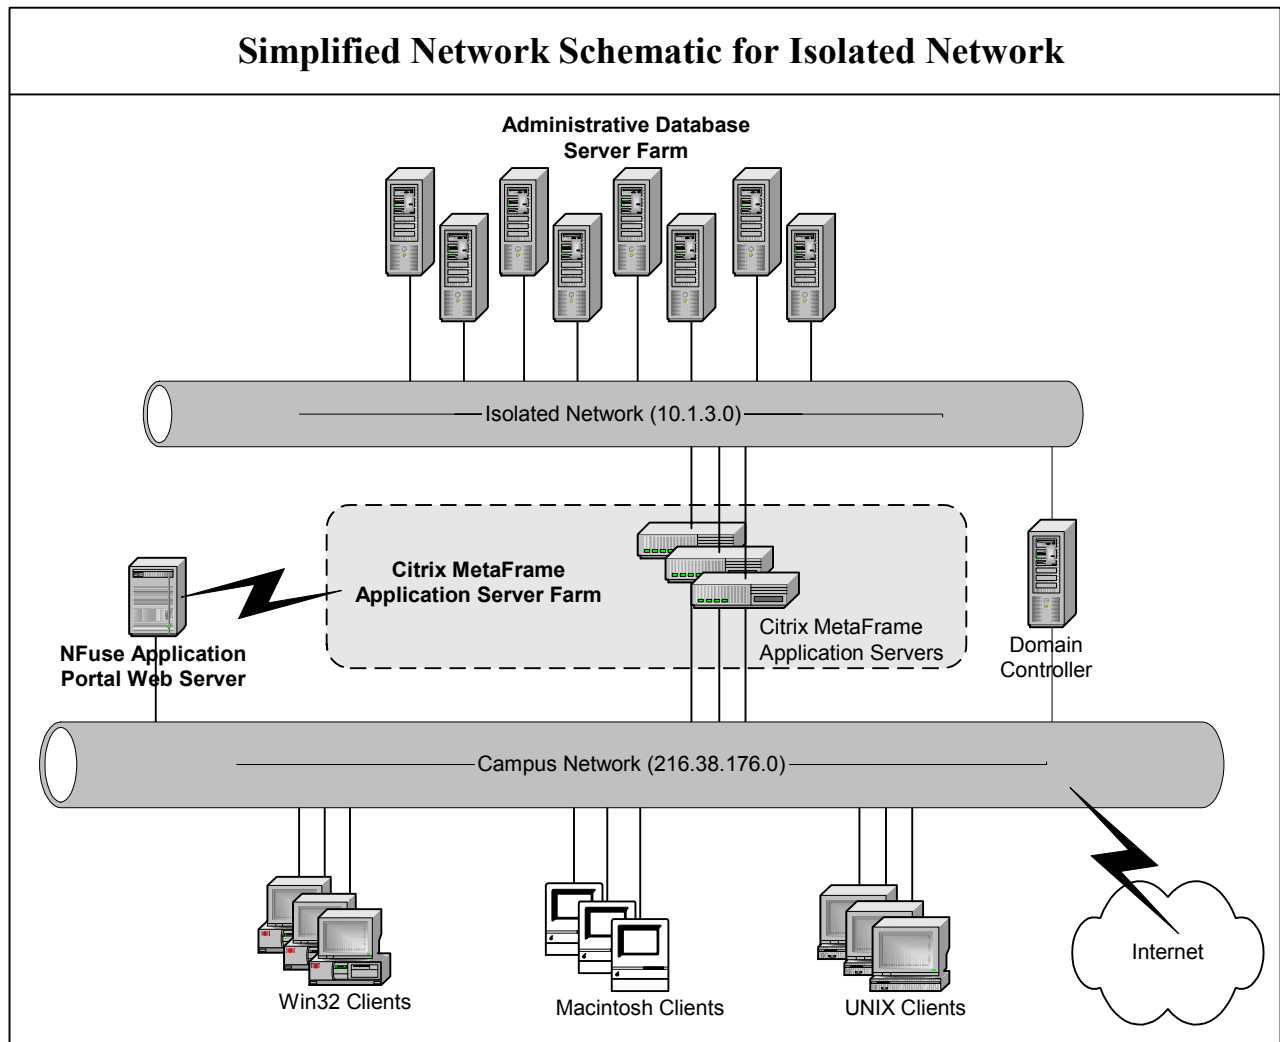 Simplified Network Schematic for Isolated Network
Administrative Database
Server Farm
Isolated Network (10.1.3.0)
Citrix MetaFrame
Application Server Farm
Citrix MetaFrame
Application Servers
NFuse Application
Portal Web Server
Domain
Controller
Campus Network (216.38.176.0)
Internet
Win32 Clients
Macintosh Clients
UNIX Clients